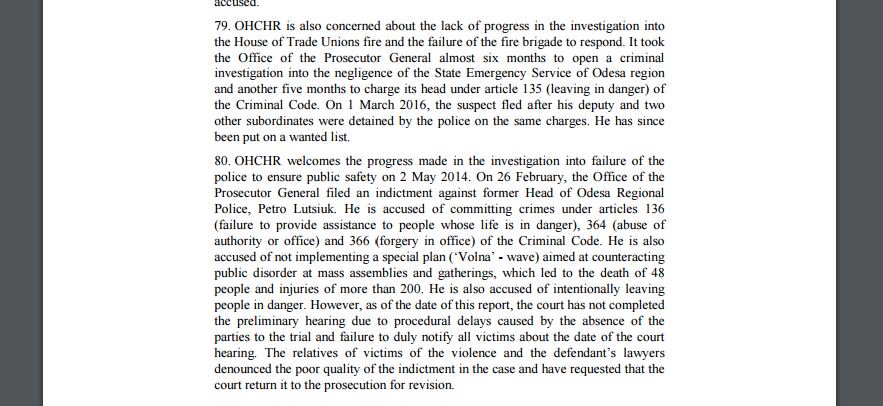 accused.
79. OHCHR is also concerned about the lack of progress in the investigation into
the House of Trade Unions fire and the failure of the fire brigade to respond. It took
the Office of the Prosecutor General almost six months to open a criminal
investigation into the negligence of the State Emergency Service of Odesa region
and another five months to charge its head under article 135 (leaving in danger) of
the Criminal Code. On 1 March 2016, the suspect fled after his deputy and two
other subordinates were detained by the police on the same charges. He has since
been put on a wanted list.
80. OHCHR welcomes the progress made in the investigation into failure of the
police to ensure public safety on 2 May 2014. On 26 February, the Office of the
Prosecutor General filed an indictment against former Head of Odesa Regional
Police, Petro Lutsiuk. He is accused of committing crimes under articles 136
(failure to provide assistance to people whose life is in danger), 364 (abuse of
authority or office) and 366 (forgery in office) of the Criminal Code. He is also
accused of not implementing a special plan (‘Volna’ - wave) aimed at counteracting
public disorder at mass assemblies and gatherings, which led to the death of 48
people and injuries of more than 200. He is also accused of intentionally leaving
people in danger. However, as of the date of this report, the court has not completed
the preliminary hearing due to procedural delays caused by the absence of the
parties to the trial and failure to duly notify all victims about the date of the court
hearing. The relatives of victims of the violence and the defendant’s lawyers
denounced the poor quality of the indictment in the case and have requested that the
court return it to the prosecution for revision.